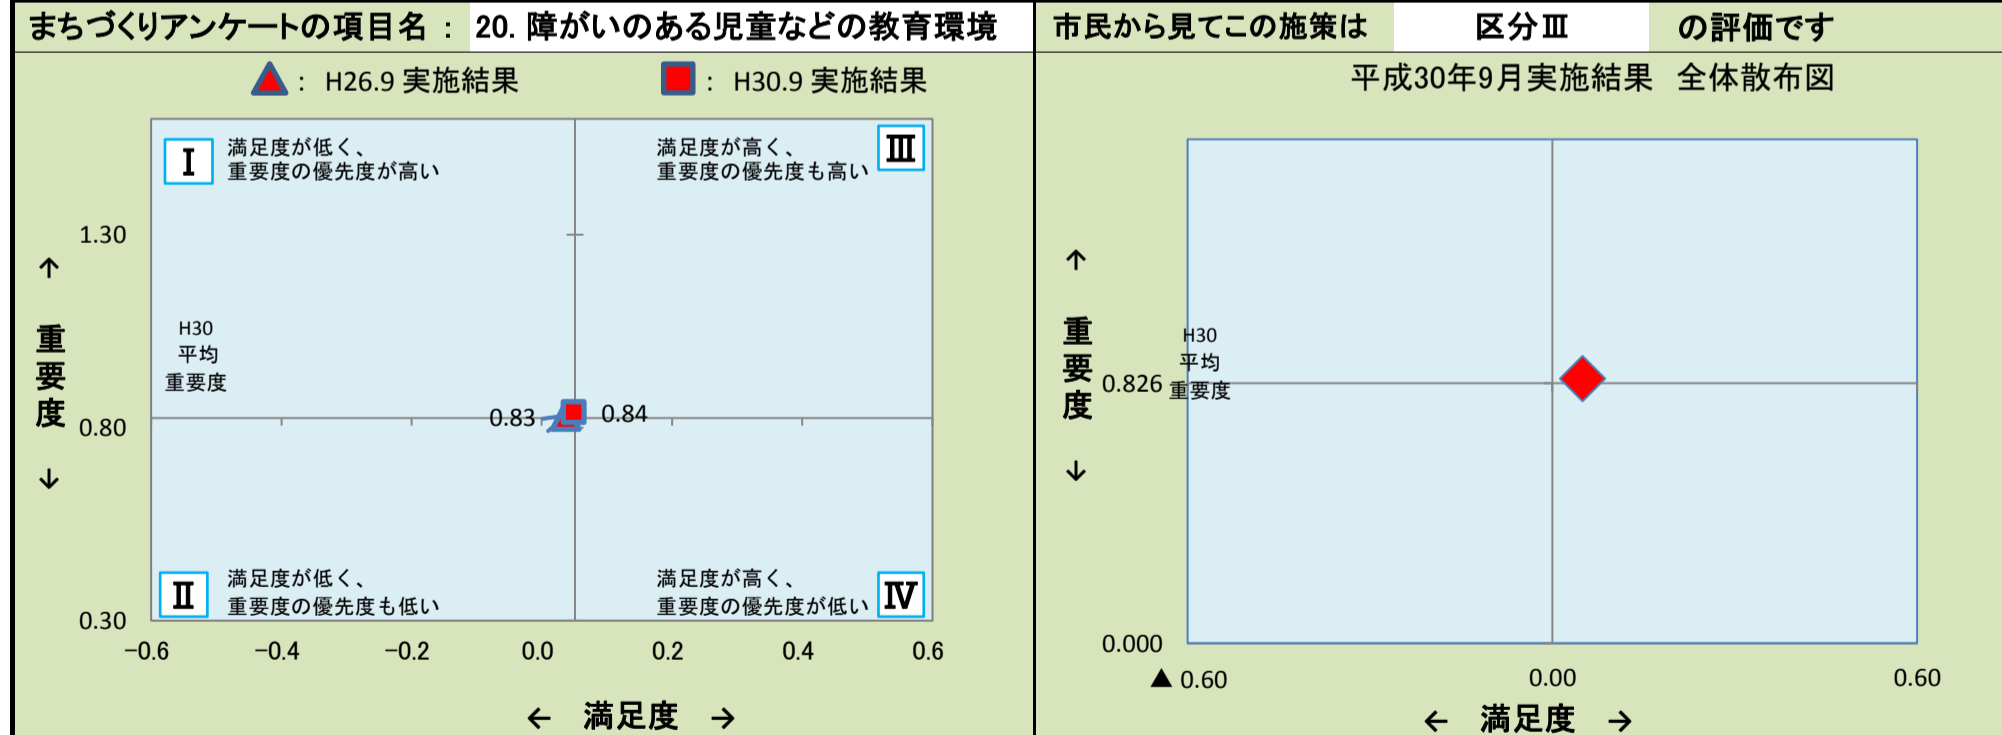 まちづくりアンケートの項目名 : 20. 障がいのある児童などの教育環境
市民から見てこの施策は 区分Ⅲ の評価です
: H26.9 実施結果 : H30.9 実施結果
Ⅰ 満足度が低く、
重要度の優先度が高い
満足度が高く、 Ⅲ
重要度の優先度も高い
1.30
↑
重要度
↓
H30
平均
重要度
0.83 0.84
0.80
Ⅱ 満足度が低く、
重要度の優先度も低い
満足度が高く、 Ⅳ
重要度の優先度が低い
0.30
−0.6 −0.4 −0.2 0.0 0.2 0.4 0.6
← 満足度 →
平成30年9月実施結果 全体散布図
↑
重要度
↓
H30
平均
重要度
0.826
0.000
▲ 0.60 0.00 0.60
← 満足度 →